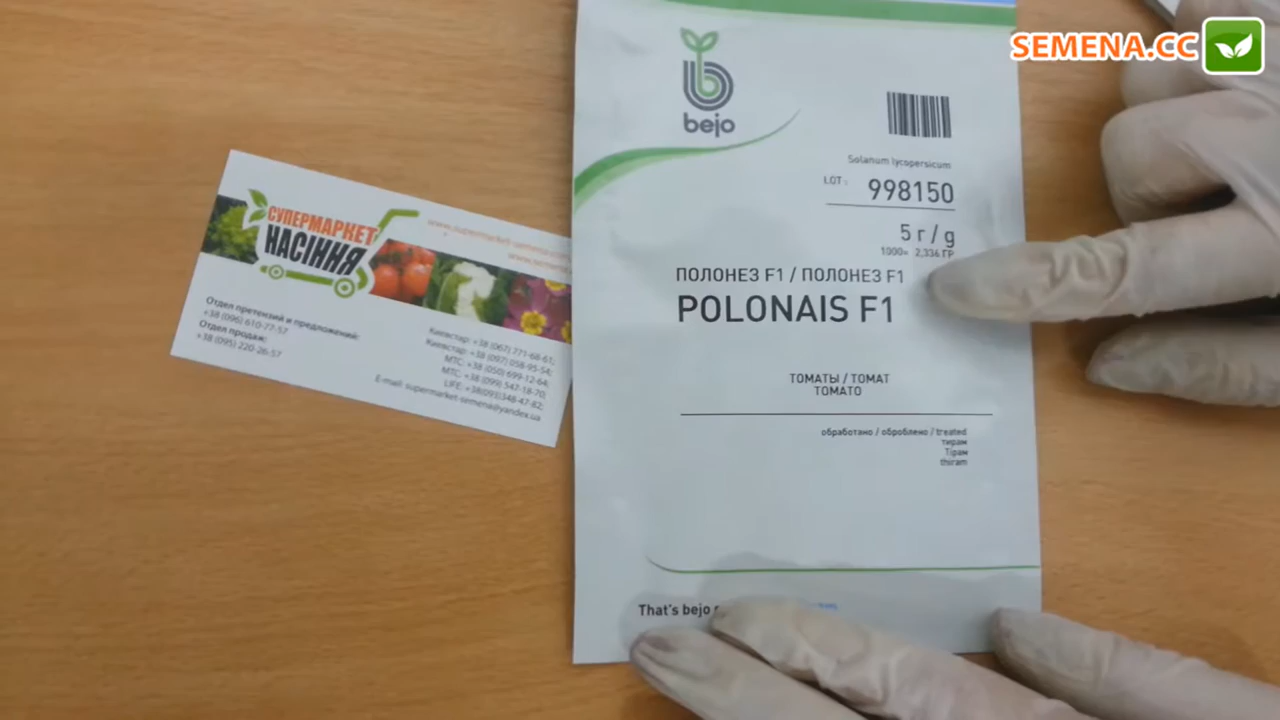 SEMENA.CC
bejo
Solanum lycopersicum
LOT :
998150
5 г / g
1000= 2,336 ГР
ПОЛОНЕЗ F1 / ПОЛОНЕЗ F1
POLONAIS F1
ТОМАТЫ / ТОМАТ
TOMATO
обработано / оброблено / treated
тирам
Тірам
thiram
That's bejo
СУПЕРМАРКЕТ
НАСІННЯ
Отдел претензий и предложений:
+38 (096) 610-77-57
Отдел продаж:
+38 (095) 220-26-57
Киевстар: +38 (067) 771-68-61;
Киевстар: +38 (097) 058-95-54;
МТС: +38 (050) 699-12-64;
МТС: +38 (099) 547-18-70;
LIFE: +38(093)348-47-82;
E-mail: supermarket-semena@yandex.ua